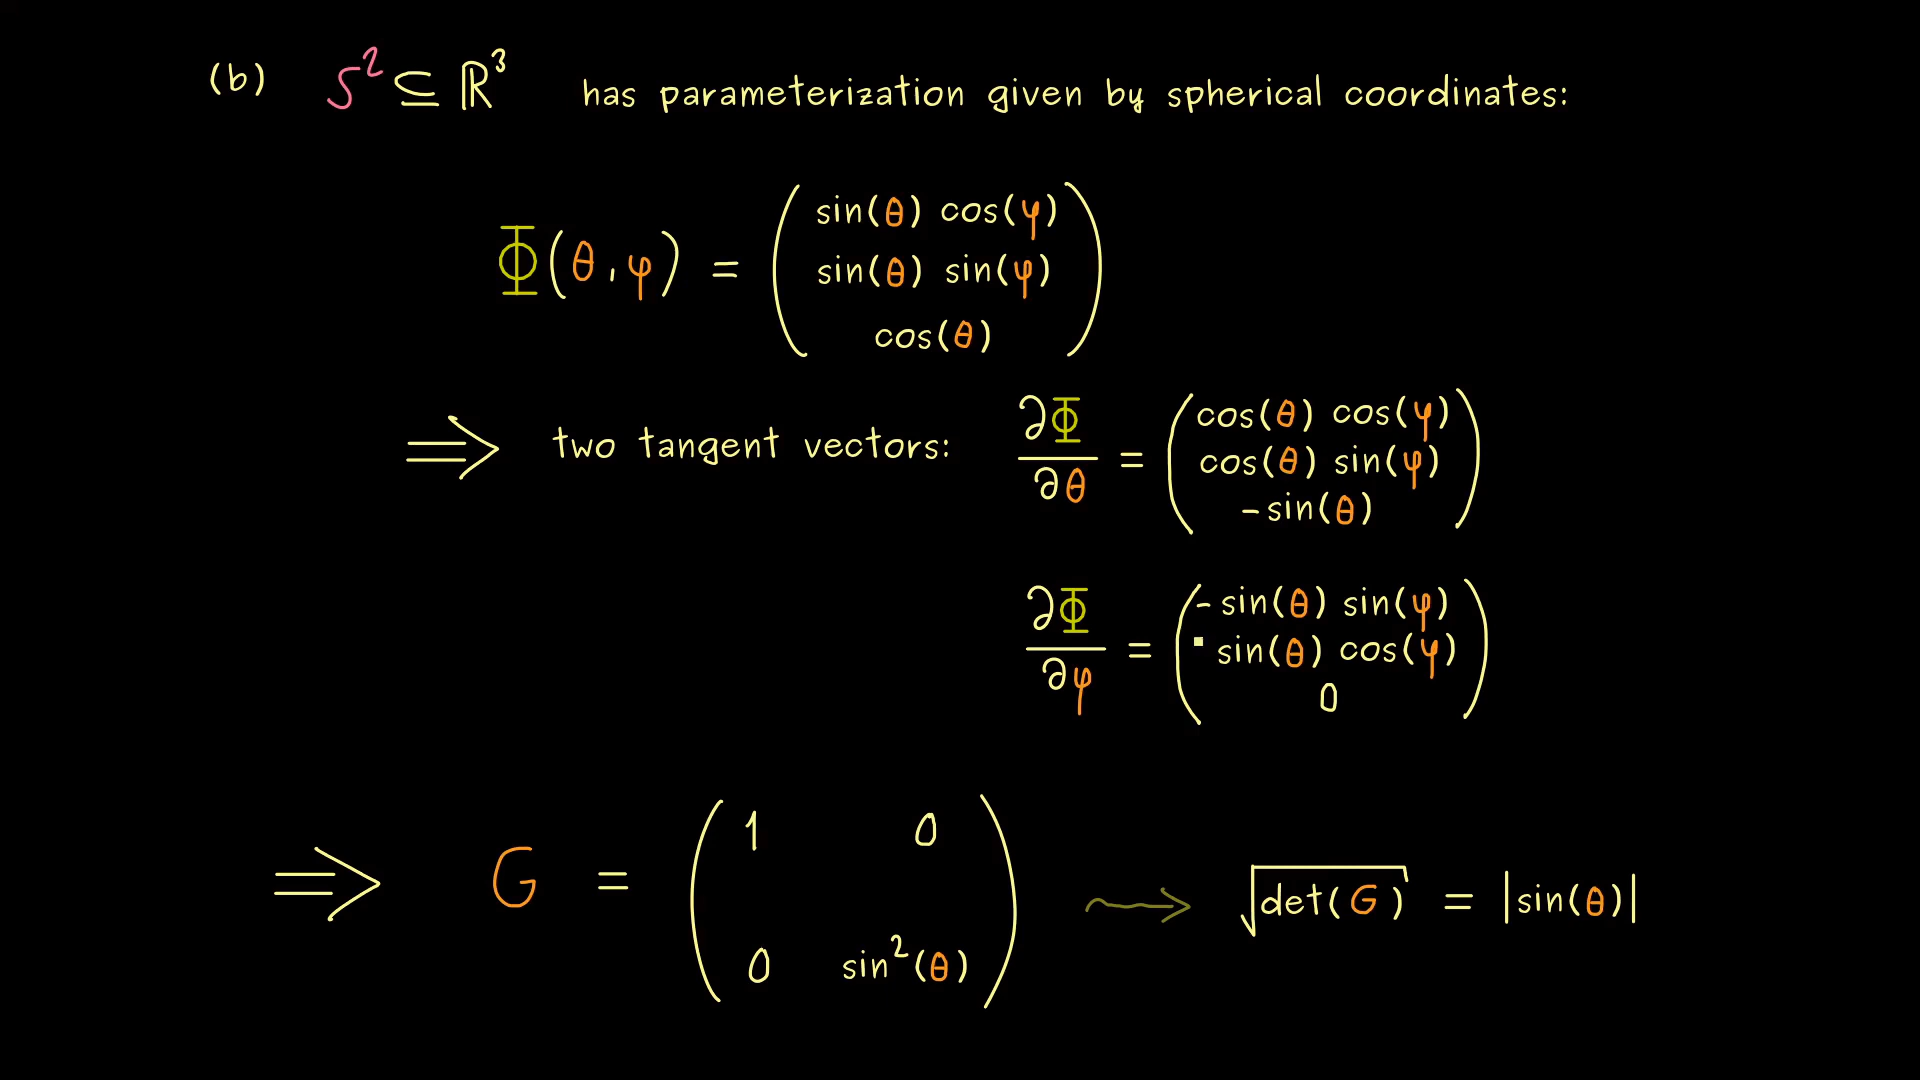 (b) S² ⊆ ℝ³ has parameterization given by spherical coordinates:
Φ(θ,φ) = ( sin(θ) cos(φ)
sin(θ) sin(φ)
cos(θ) )
⟹ two tangent vectors: ∂Φ/∂θ = ( cos(θ) cos(φ)
cos(θ) sin(φ)
-sin(θ) )
∂Φ/∂φ = ( -sin(θ) sin(φ)
sin(θ) cos(φ)
0 )
⟹ G = ( 1 0
0 sin²(θ) ) ⇝ √det(G) = |sin(θ)|